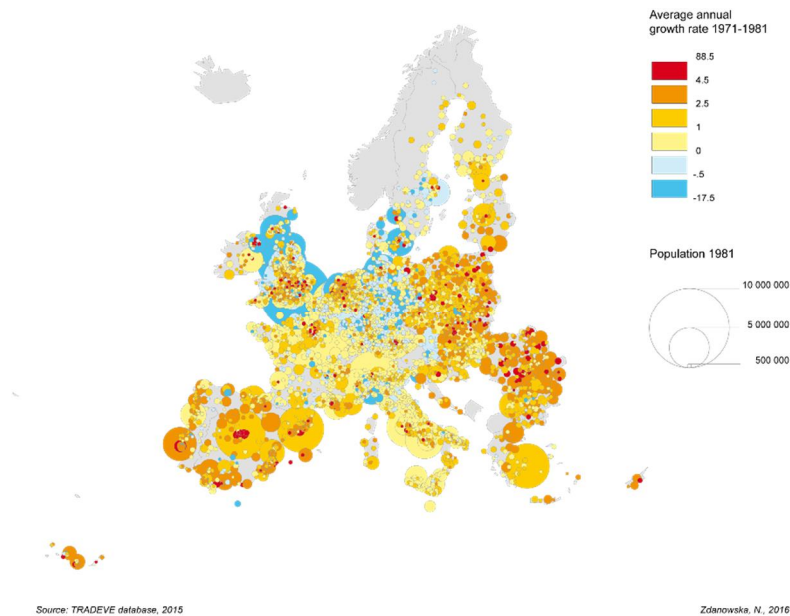 Average annual
growth rate 1971-1981
88.5
4.5
2.5
1
0
-.5
-17.5
Population 1981
10 000 000
5 000 000
500 000
Source: TRADEVE database, 2015
Zdanowska, N., 2016